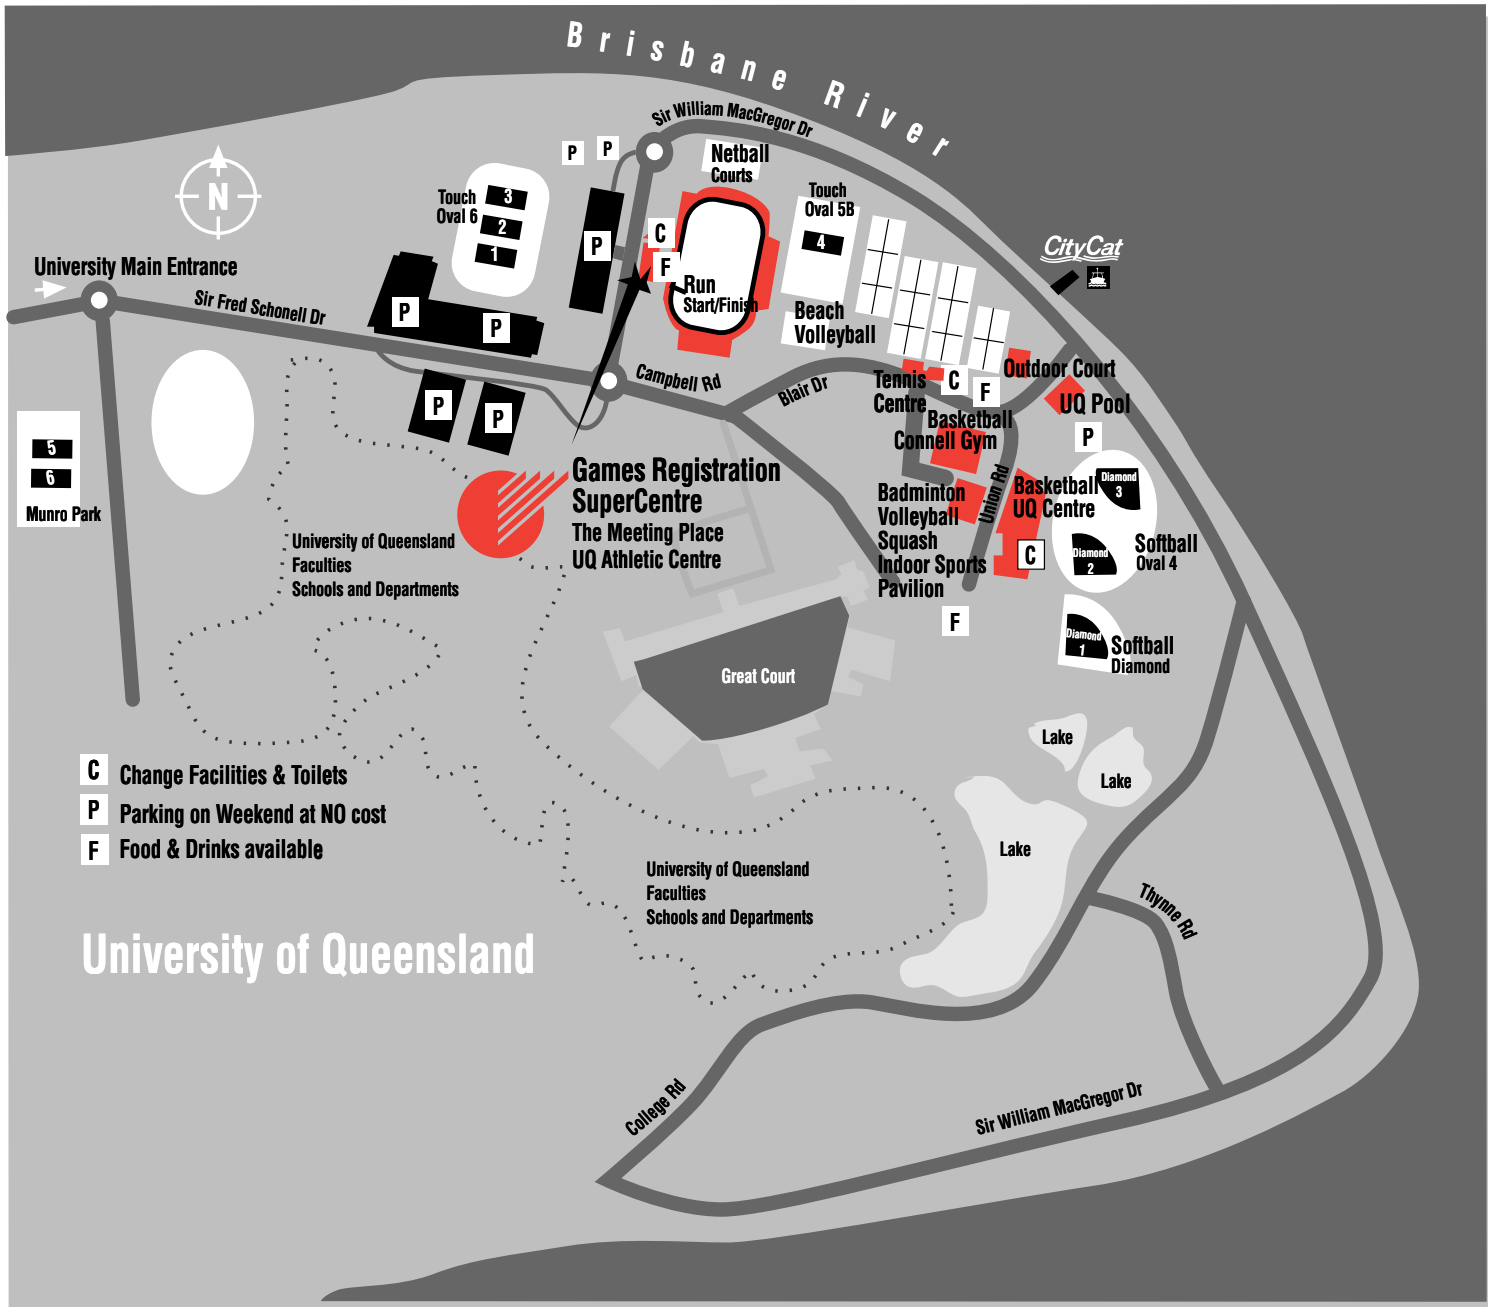 Brisbane River
Sir William MacGregor Dr
P
P
Netball
Courts
N
Touch
Oval 6
3
2
1
P
C
F
Run
Start/Finish
Touch
Oval 5B
4
CityCat
University Main Entrance
Sir Fred Schonell Dr
P
P
Beach
Volleyball
Campbell Rd
Blair Dr
Tennis
Centre
C
F
Outdoor Court
UQ Pool
P
P
P
Basketball
Connell Gym
Union Rd
5
6
Munro Park
Games Registration
SuperCentre
The Meeting Place
UQ Athletic Centre
Badminton
Volleyball
Squash
Indoor Sports
Pavilion
Basketball
UQ Centre
C
F
Diamond
3
Diamond
2
Softball
Oval 4
Diamond
1
Softball
Diamond
University of Queensland
Faculties
Schools and Departments
Great Court
Lake
Lake
Lake
C Change Facilities & Toilets
P Parking on Weekend at NO cost
F Food & Drinks available
University of Queensland
Faculties
Schools and Departments
University of Queensland
Thynne Rd
College Rd
Sir William MacGregor Dr